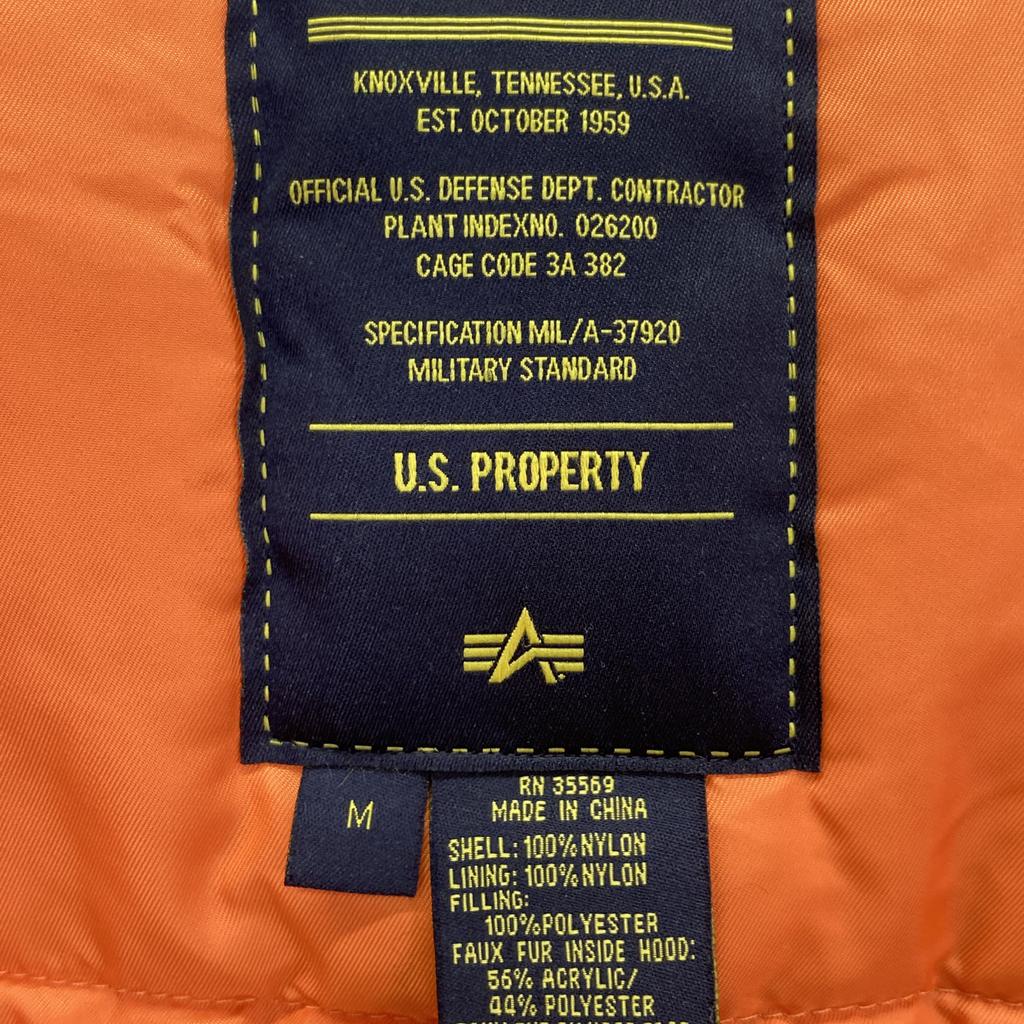 KNOXVILLE, TENNESSEE, U.S.A.
EST. OCTOBER 1959
OFFICIAL U.S. DEFENSE DEPT. CONTRACTOR
PLANT INDEXNO. 026200
CAGE CODE 3A 382
SPECIFICATION MIL/A-37920
MILITARY STANDARD
U.S. PROPERTY
M
RN 35569
MADE IN CHINA
SHELL: 100% NYLON
LINING: 100% NYLON
FILLING:
100% POLYESTER
FAUX FUR INSIDE HOOD:
56% ACRYLIC/
44% POLYESTER